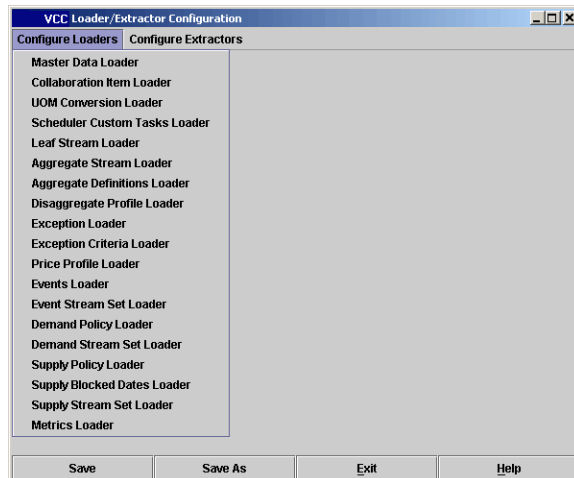 VCC Loader/Extractor Configuration
Configure Loaders Configure Extractors
Master Data Loader
Collaboration Item Loader
UOM Conversion Loader
Scheduler Custom Tasks Loader
Leaf Stream Loader
Aggregate Stream Loader
Aggregate Definitions Loader
Disaggregate Profile Loader
Exception Loader
Exception Criteria Loader
Price Profile Loader
Events Loader
Event Stream Set Loader
Demand Policy Loader
Demand Stream Set Loader
Supply Policy Loader
Supply Blocked Dates Loader
Supply Stream Set Loader
Metrics Loader
Save Save As Exit Help